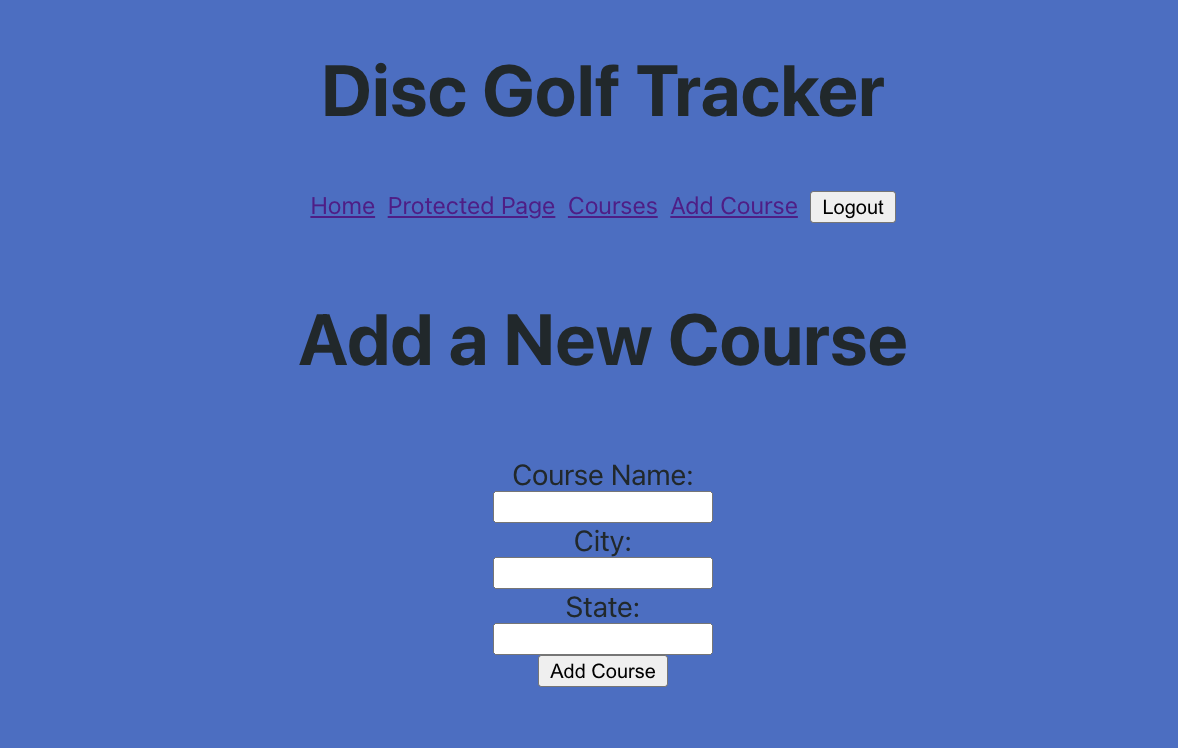 Disc Golf Tracker
Home Protected Page Courses Add Course Logout
Add a New Course
Course Name:
City:
State:
Add Course